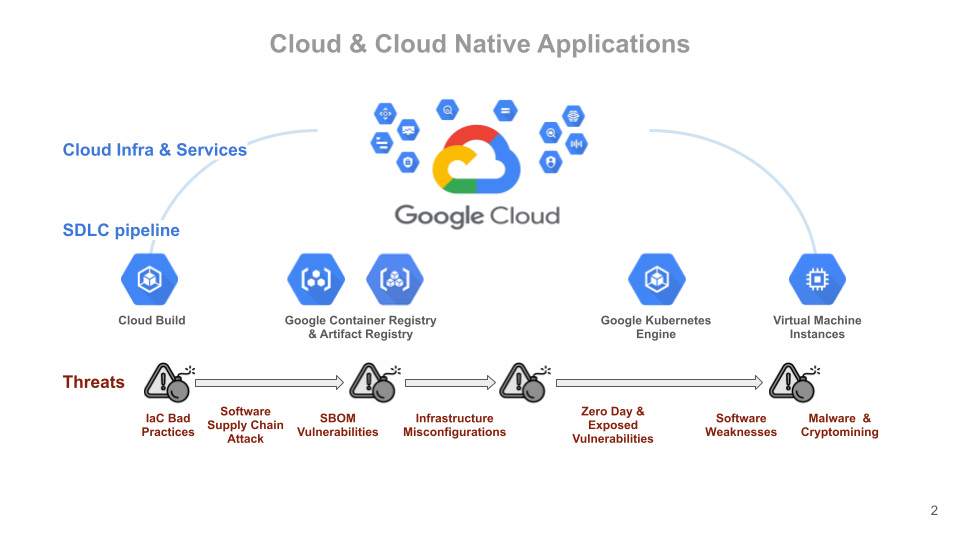 Cloud & Cloud Native Applications
Cloud Infra & Services
Google Cloud
SDLC pipeline
Cloud Build
Google Container Registry
& Artifact Registry
Google Kubernetes
Engine
Virtual Machine
Instances
Threats
IaC Bad
Practices
Software
Supply Chain
Attack
SBOM
Vulnerabilities
Infrastructure
Misconfigurations
Zero Day &
Exposed
Vulnerabilities
Software
Weaknesses
Malware &
Cryptomining
2